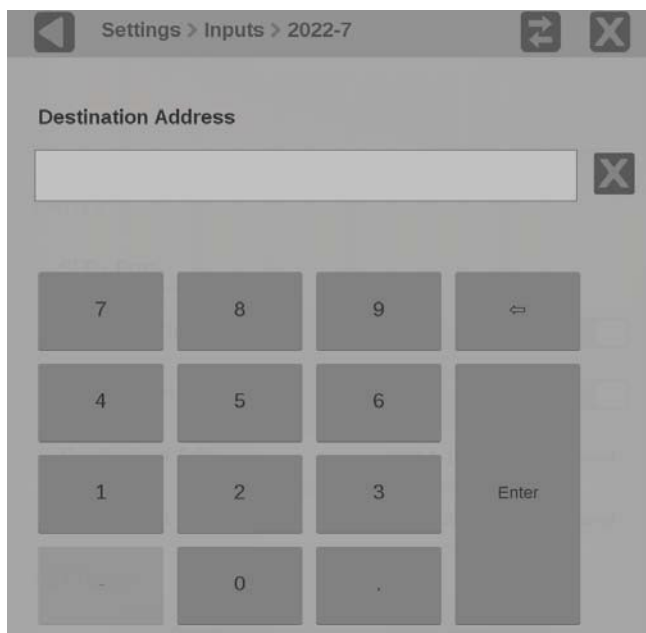 Settings > Inputs > 2022-7
Destination Address
7 8 9 ⇦
4 5 6
1 2 3 Enter
- 0 .